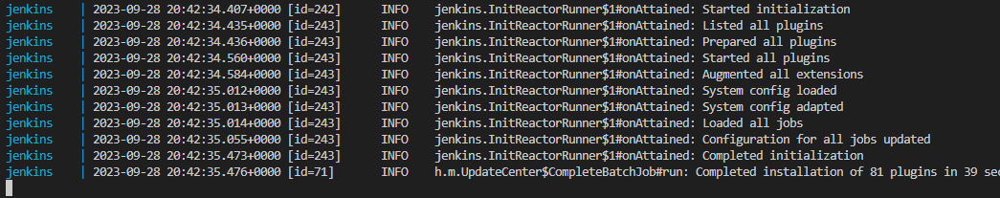 jenkins | 2023-09-28 20:42:34.407+0000 [id=242] INFO jenkins.InitReactorRunner$1#onAttained: Started initialization
jenkins | 2023-09-28 20:42:34.435+0000 [id=243] INFO jenkins.InitReactorRunner$1#onAttained: Listed all plugins
jenkins | 2023-09-28 20:42:34.436+0000 [id=243] INFO jenkins.InitReactorRunner$1#onAttained: Prepared all plugins
jenkins | 2023-09-28 20:42:34.560+0000 [id=243] INFO jenkins.InitReactorRunner$1#onAttained: Started all plugins
jenkins | 2023-09-28 20:42:34.584+0000 [id=243] INFO jenkins.InitReactorRunner$1#onAttained: Augmented all extensions
jenkins | 2023-09-28 20:42:35.012+0000 [id=243] INFO jenkins.InitReactorRunner$1#onAttained: System config loaded
jenkins | 2023-09-28 20:42:35.013+0000 [id=243] INFO jenkins.InitReactorRunner$1#onAttained: System config adapted
jenkins | 2023-09-28 20:42:35.014+0000 [id=243] INFO jenkins.InitReactorRunner$1#onAttained: Loaded all jobs
jenkins | 2023-09-28 20:42:35.055+0000 [id=243] INFO jenkins.InitReactorRunner$1#onAttained: Configuration for all jobs updated
jenkins | 2023-09-28 20:42:35.473+0000 [id=243] INFO jenkins.InitReactorRunner$1#onAttained: Completed initialization
jenkins | 2023-09-28 20:42:35.476+0000 [id=71] INFO h.m.UpdateCenter$CompleteBatchJob#run: Completed installation of 81 plugins in 39 sec